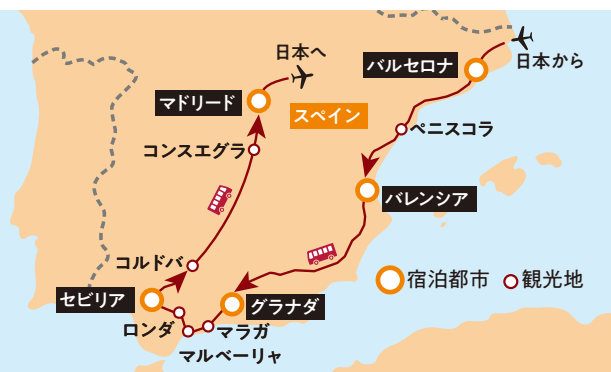 日本へ
日本から
バルセロナ
マドリード
スペイン
ペニスコラ
コンスエグラ
バレンシア
コルドバ
宿泊都市
観光地
セビリア
グラナダ
ロンダ
マラガ
マルベーリャ